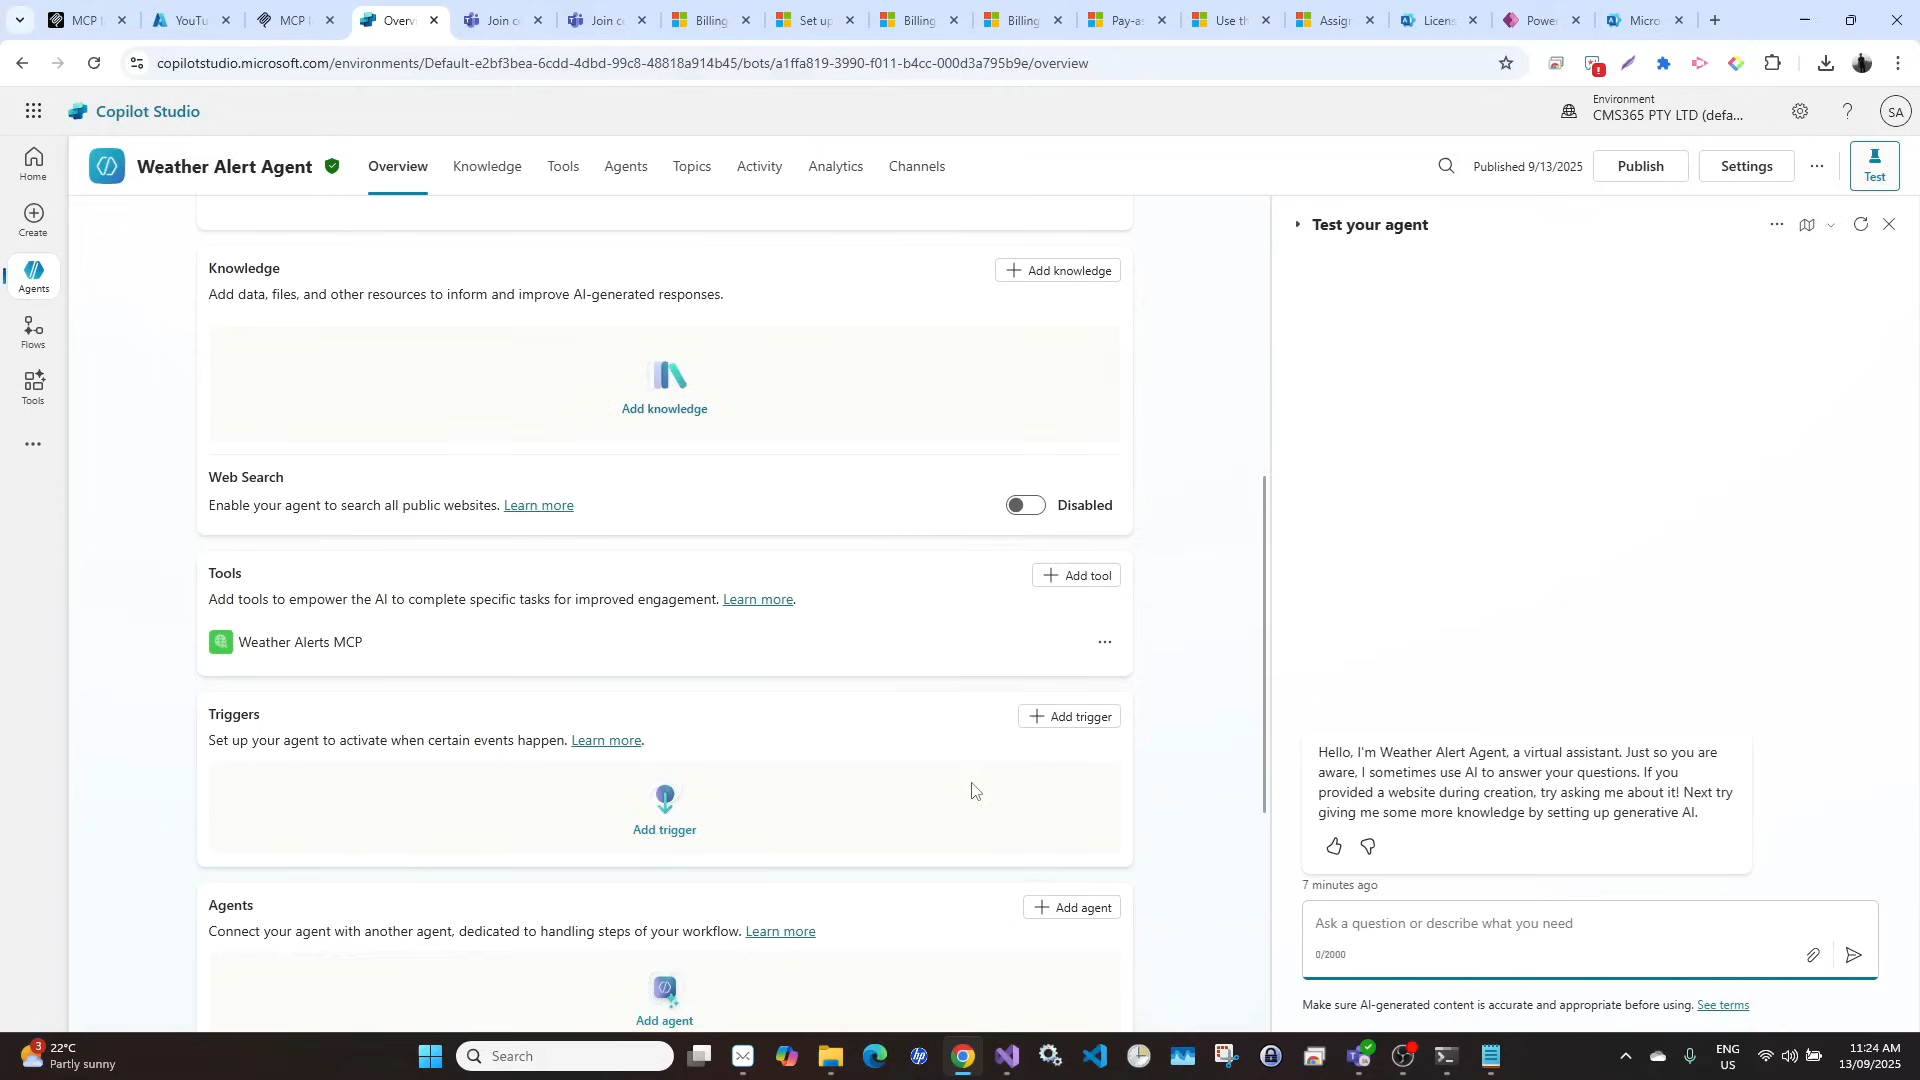 MCP I
YouTu
MCP I
Overv
Join c
Join c
Billing
Set up
Billing
Billing
Pay-as
Use th
Assign
Licens
Power
Micro
copilotstudio.microsoft.com/environments/Default-e2bf3bea-6cdd-4dbd-99c8-48818a914b45/bots/a1ffa819-3990-f011-b4cc-000d3a795b9e/overview
Copilot Studio
Environment
CMS365 PTY LTD (defa...
SA
Home
Create
Agents
Flows
Tools
Weather Alert Agent
Overview
Knowledge
Tools
Agents
Topics
Activity
Analytics
Channels
Published 9/13/2025
Publish
Settings
Test
Knowledge
Add knowledge
Add data, files, and other resources to inform and improve AI-generated responses.
Add knowledge
Web Search
Enable your agent to search all public websites. Learn more
Disabled
Tools
Add tool
Add tools to empower the AI to complete specific tasks for improved engagement. Learn more.
Weather Alerts MCP
Triggers
Add trigger
Set up your agent to activate when certain events happen. Learn more.
Add trigger
Agents
Add agent
Connect your agent with another agent, dedicated to handling steps of your workflow. Learn more
Add agent
Test your agent
Hello, I'm Weather Alert Agent, a virtual assistant. Just so you are
aware, I sometimes use AI to answer your questions. If you
provided a website during creation, try asking me about it! Next try
giving me some more knowledge by setting up generative AI.
7 minutes ago
Ask a question or describe what you need
0/2000
Make sure AI-generated content is accurate and appropriate before using. See terms
3
22°C
Partly sunny
Search
hp
ENG
US
11:24 AM
13/09/2025